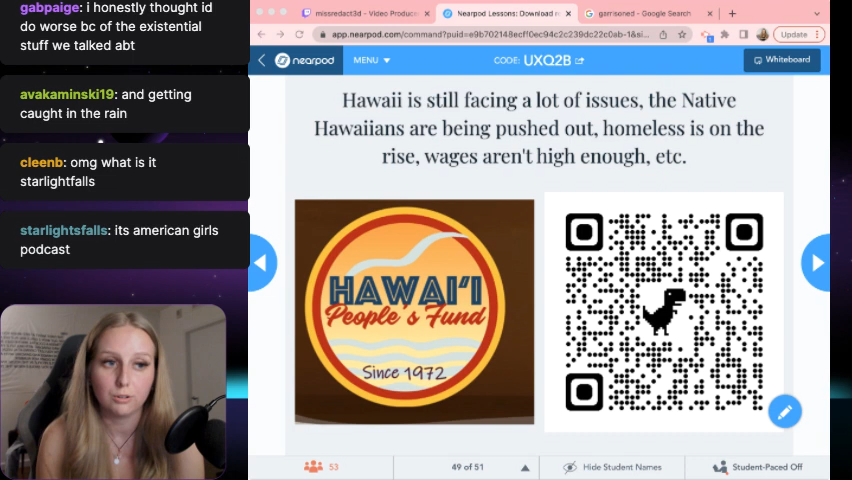 gabpaige: i honestly thought id
do worse bc of the existential
stuff we talked abt
avakaminski19: and getting
caught in the rain
cleenb: omg what is it
starlightfalls
starlightsfalls: its american girls
podcast
missredact3d - Video Produce
Nearpod Lessons: Download r
garrisoned - Google Search
app.nearpod.com/command?puid=e9b702148ecff0ec94c2c239dc22c0ab-1&si...
Update
nearpod
MENU
CODE: UXQ2B
Whiteboard
Hawaii is still facing a lot of issues, the Native
Hawaiians are being pushed out, homeless is on the
rise, wages aren't high enough, etc.
HAWAI'I
People's Fund
Since 1972
53
49 of 51
Hide Student Names
Student-Paced Off